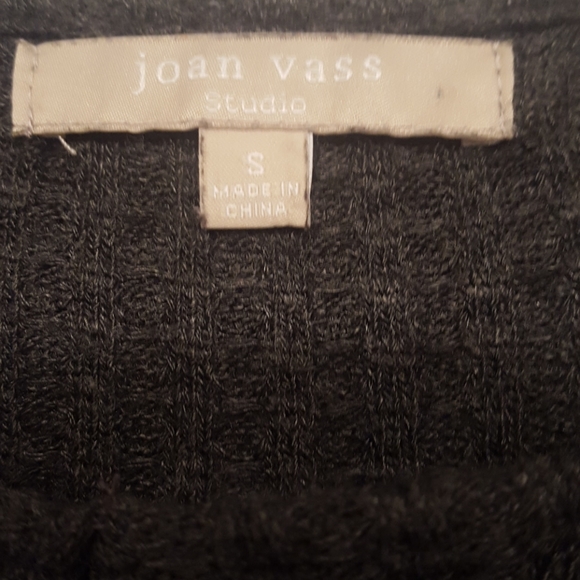 joan vass
Studio
S
MADE IN
CHINA